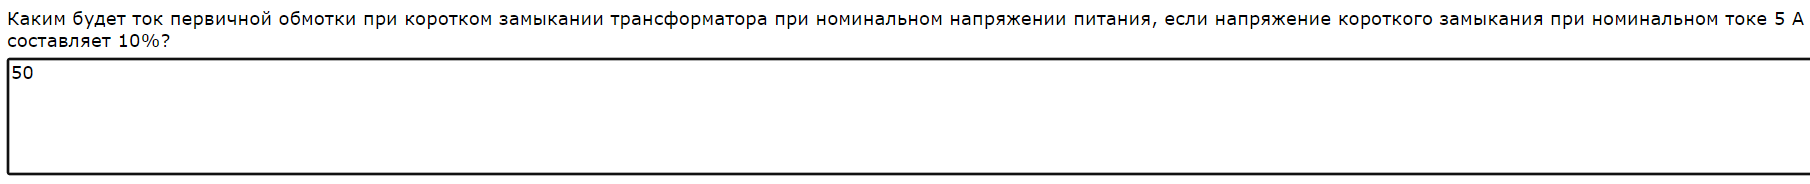 Каким будет ток первичной обмотки при коротком замыкании трансформатора при номинальном напряжении питания, если напряжение короткого замыкания при номинальном токе 5 А
составляет 10%?
50